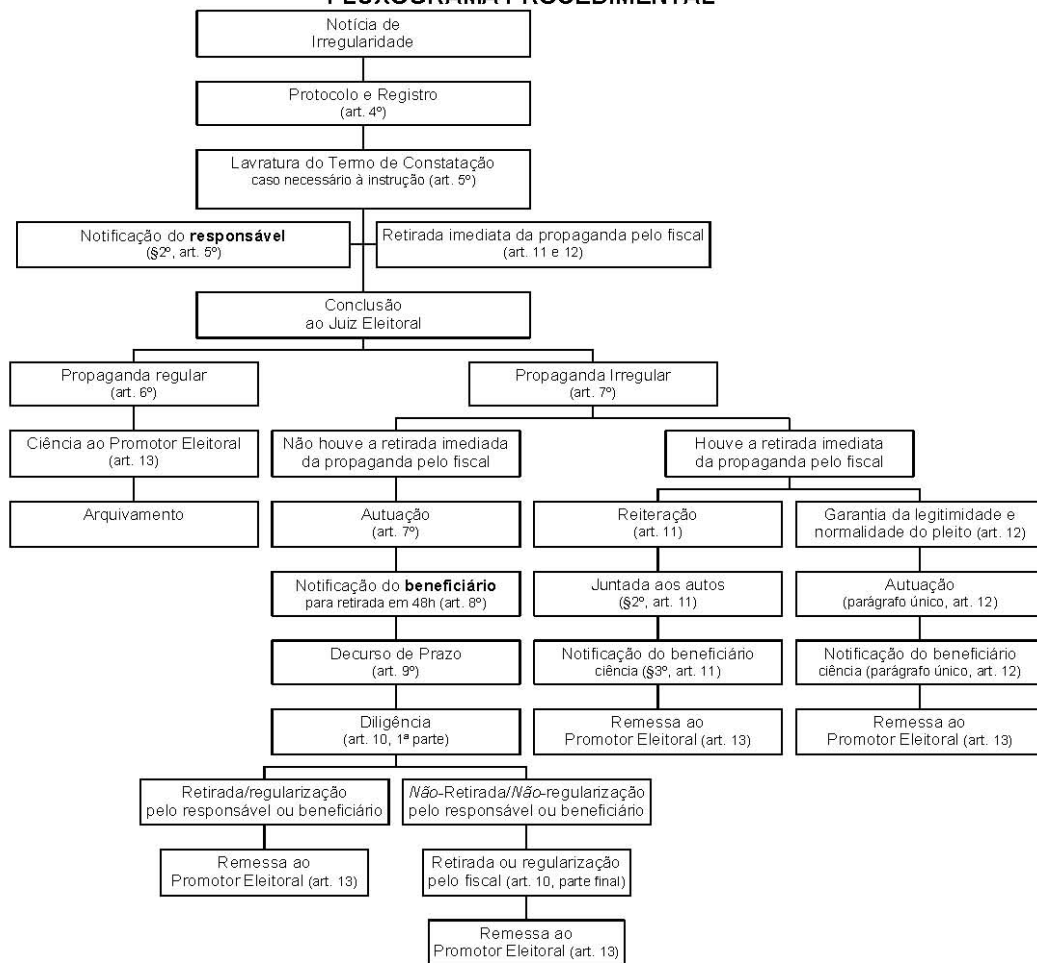 FLUXOGRAMA PROCEDIMENTAL
Notícia de
Irregularidade
Protocolo e Registro
(art. 4º)
Lavratura do Termo de Constatação
caso necessário à instrução (art. 5º)
Notificação do responsável
(§2º, art. 5º)
Retirada imediata da propaganda pelo fiscal
(art. 11 e 12)
Conclusão
ao Juiz Eleitoral
Propaganda regular
(art. 6º)
Propaganda Irregular
(art. 7º)
Ciência ao Promotor Eleitoral
(art. 13)
Não houve a retirada imediada
da propaganda pelo fiscal
Houve a retirada imediata
da propaganda pelo fiscal
Arquivamento
Autuação
(art. 7º)
Reiteração
(art. 11)
Garantia da legitimidade e
normalidade do pleito (art. 12)
Notificação do beneficiário
para retirada em 48h (art. 8º)
Juntada aos autos
(§2º, art. 11)
Autuação
(parágrafo único, art. 12)
Decurso de Prazo
(art. 9º)
Notificação do beneficiário
ciência (§3º, art. 11)
Notificação do beneficiário
ciência (parágrafo único, art. 12)
Diligência
(art. 10, 1ª parte)
Remessa ao
Promotor Eleitoral (art. 13)
Remessa ao
Promotor Eleitoral (art. 13)
Retirada/regularização
pelo responsável ou beneficiário
Não-Retirada/Não-regularização
pelo responsável ou beneficiário
Remessa ao
Promotor Eleitoral (art. 13)
Retirada ou regularização
pelo fiscal (art. 10, parte final)
Remessa ao
Promotor Eleitoral (art. 13)